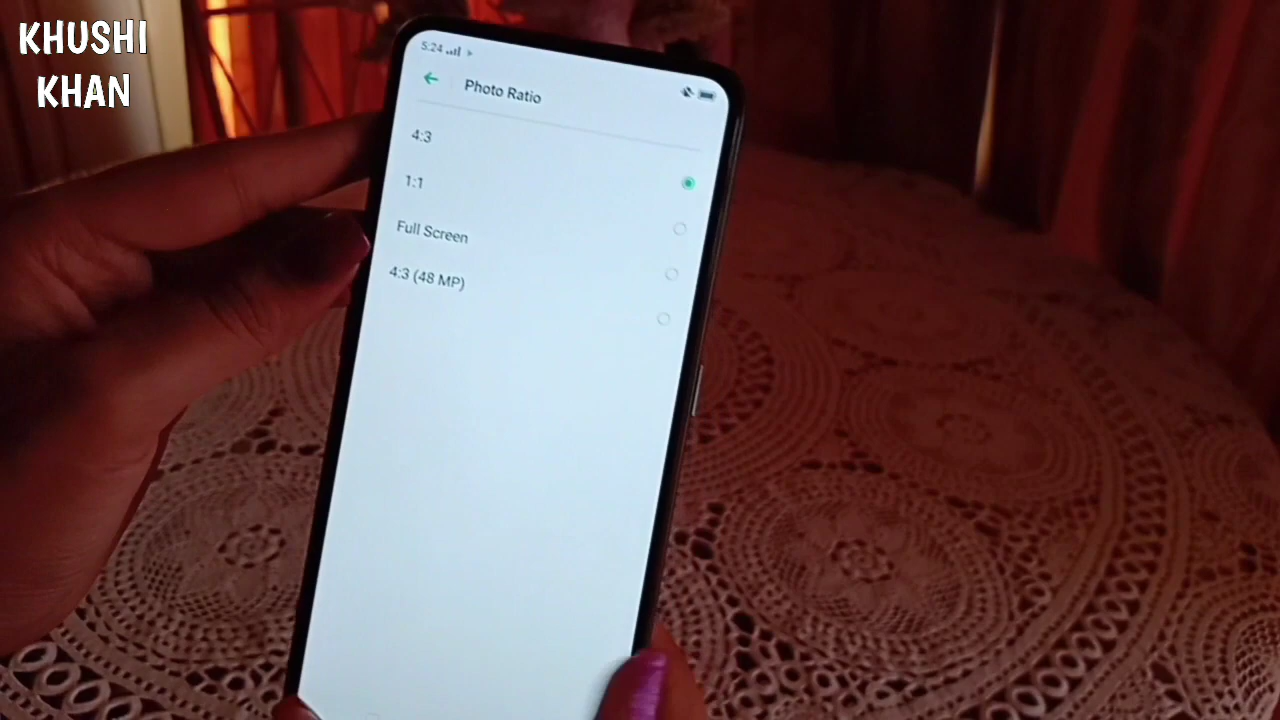 KHUSHI
KHAN
5:24
Photo Ratio
4:3
1:1
Full Screen
4:3 (48 MP)